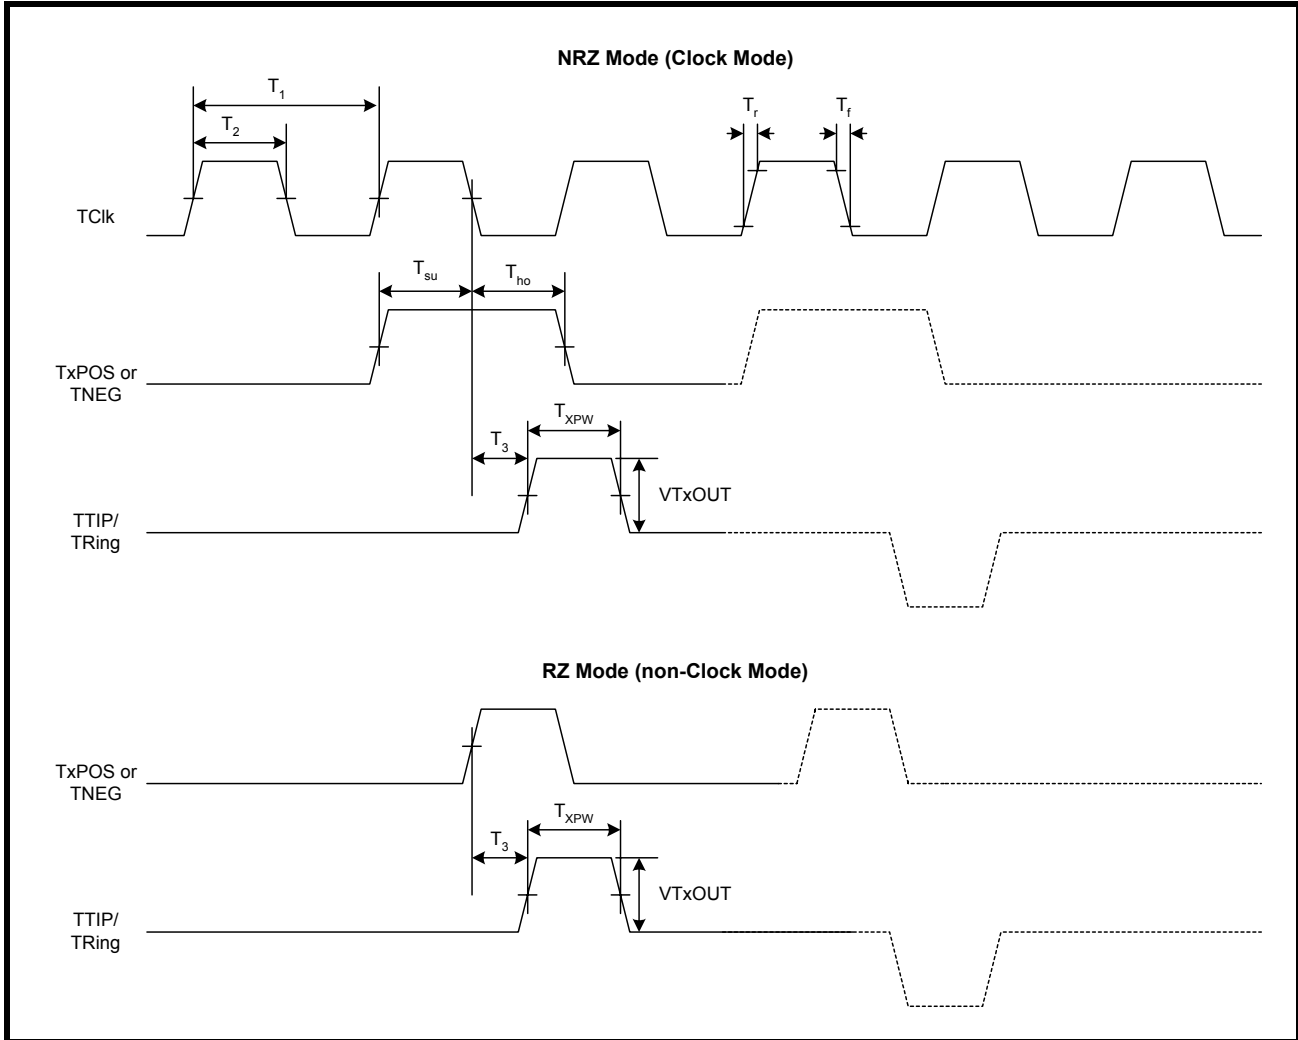 NRZ Mode (Clock Mode)
T1
T2
Tr
Tf
TClk
Tsu
Tho
TxPOS or
TNEG
TXPW
T3
VTxOUT
TTIP/
TRing
RZ Mode (non-Clock Mode)
TxPOS or
TNEG
TXPW
T3
VTxOUT
TTIP/
TRing